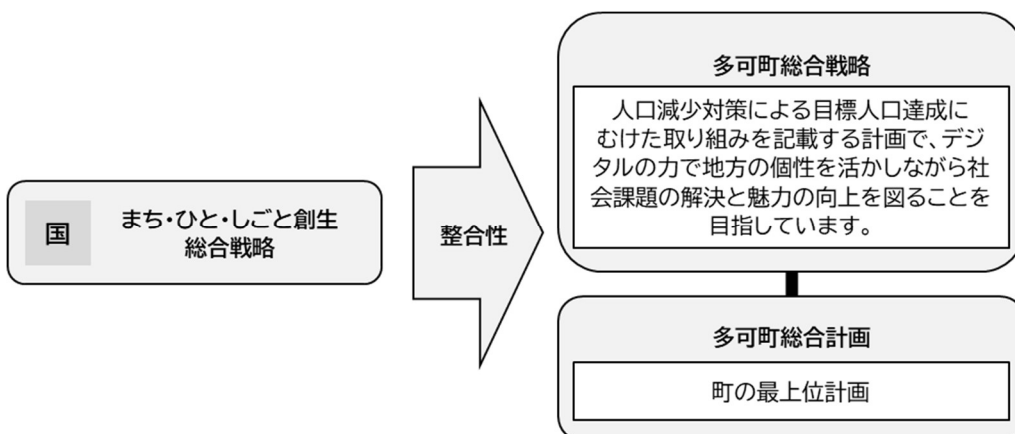 国
まち・ひと・しごと創生
総合戦略
整合性
多可町総合戦略
人口減少対策による目標人口達成に
むけた取り組みを記載する計画で、デジ
タルの力で地方の個性を活かしながら社
会課題の解決と魅力の向上を図ることを
目指しています。
多可町総合計画
町の最上位計画